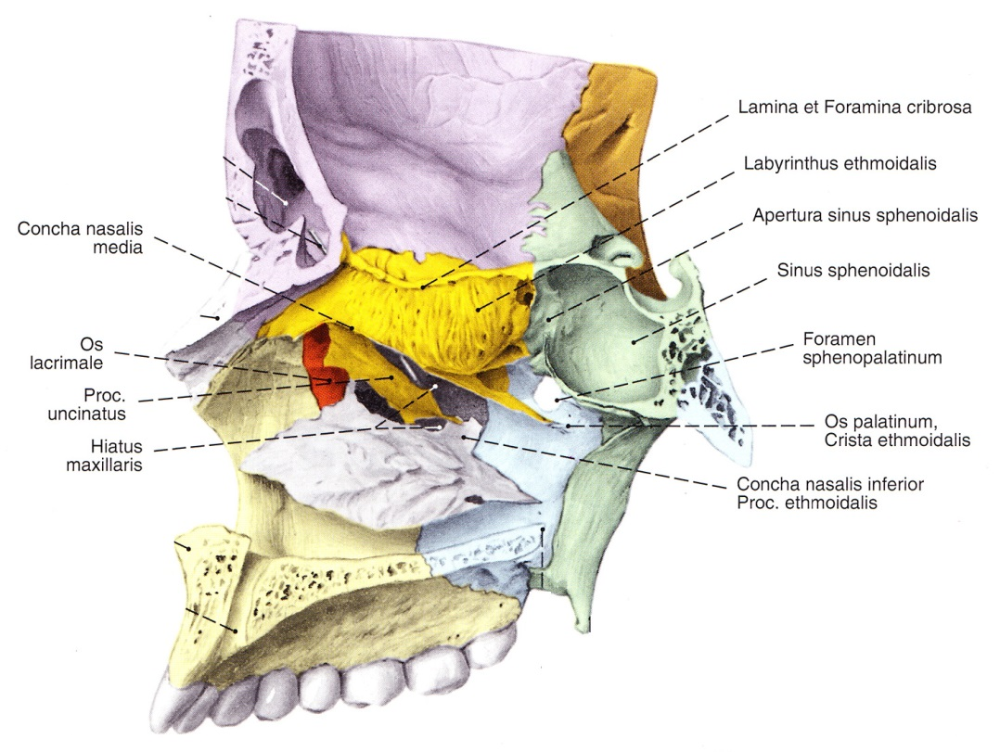 Lamina et Foramina cribrosa
Labyrinthus ethmoidalis
Apertura sinus sphenoidalis
Sinus sphenoidalis
Foramen
sphenopalatinum
Os palatinum,
Crista ethmoidalis
Concha nasalis inferior
Proc. ethmoidalis
Concha nasalis
media
Os
lacrimale
Proc.
uncinatus
Hiatus
maxillaris